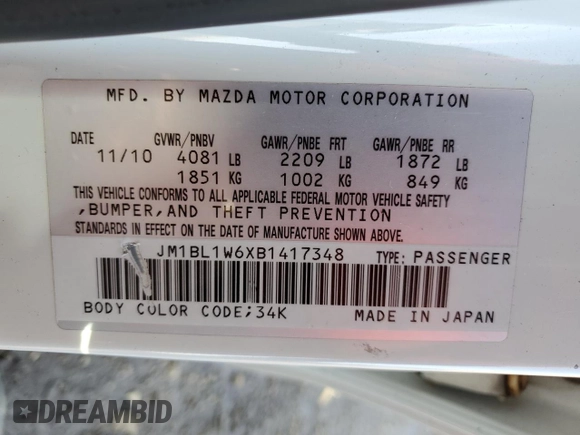 MFD. BY MAZDA MOTOR CORPORATION
DATE GVWR/PNBV GAWR/PNBE FRT GAWR/PNBE RR
11/10 4081 LB 2209 LB 1872 LB
1851 KG 1002 KG 849 KG
THIS VEHICLE CONFORMS TO ALL APPLICABLE FEDERAL MOTOR VEHICLE SAFETY
,BUMPER,AND THEFT PREVENTION
STANDARDS IN EFFECT ON THE DATE OF MANUFACTURE SHOWN ABOVE.
JM1BL1W6XB1417348 TYPE: PASSENGER
BODY COLOR CODE;34K MADE IN JAPAN
DREAMBID